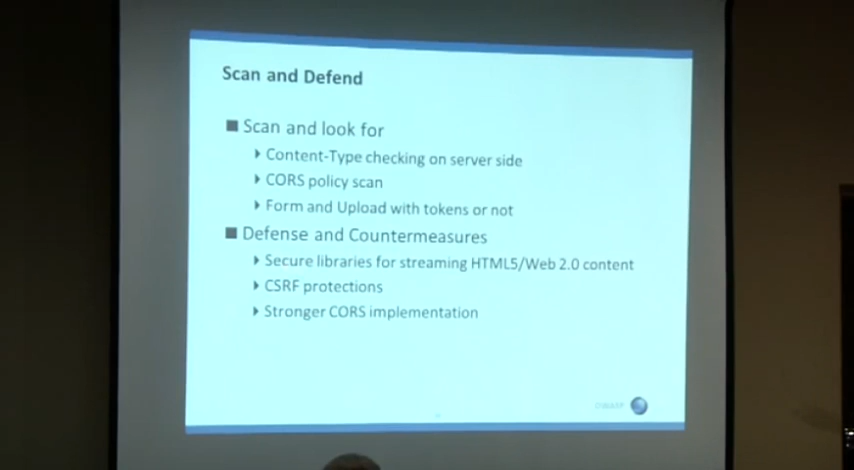 Scan and Defend
Scan and look for
Content-Type checking on server side
CORS policy scan
Form and Upload with tokens or not
Defense and Countermeasures
Secure libraries for streaming HTML5/Web 2.0 content
CSRF protections
Stronger CORS implementation
OWASP